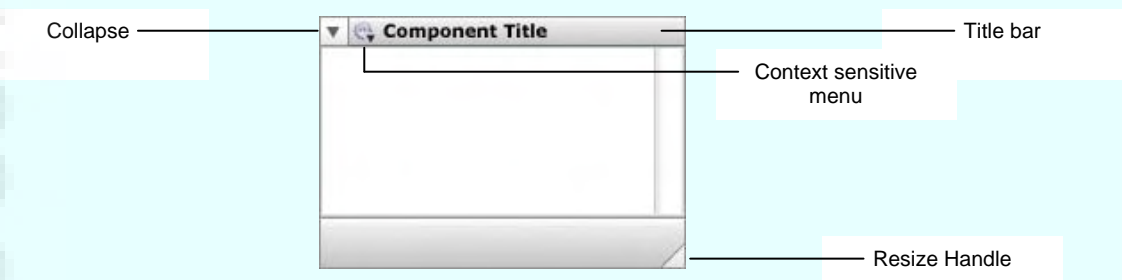 Collapse
Component Title
Title bar
Context sensitive
menu
Resize Handle